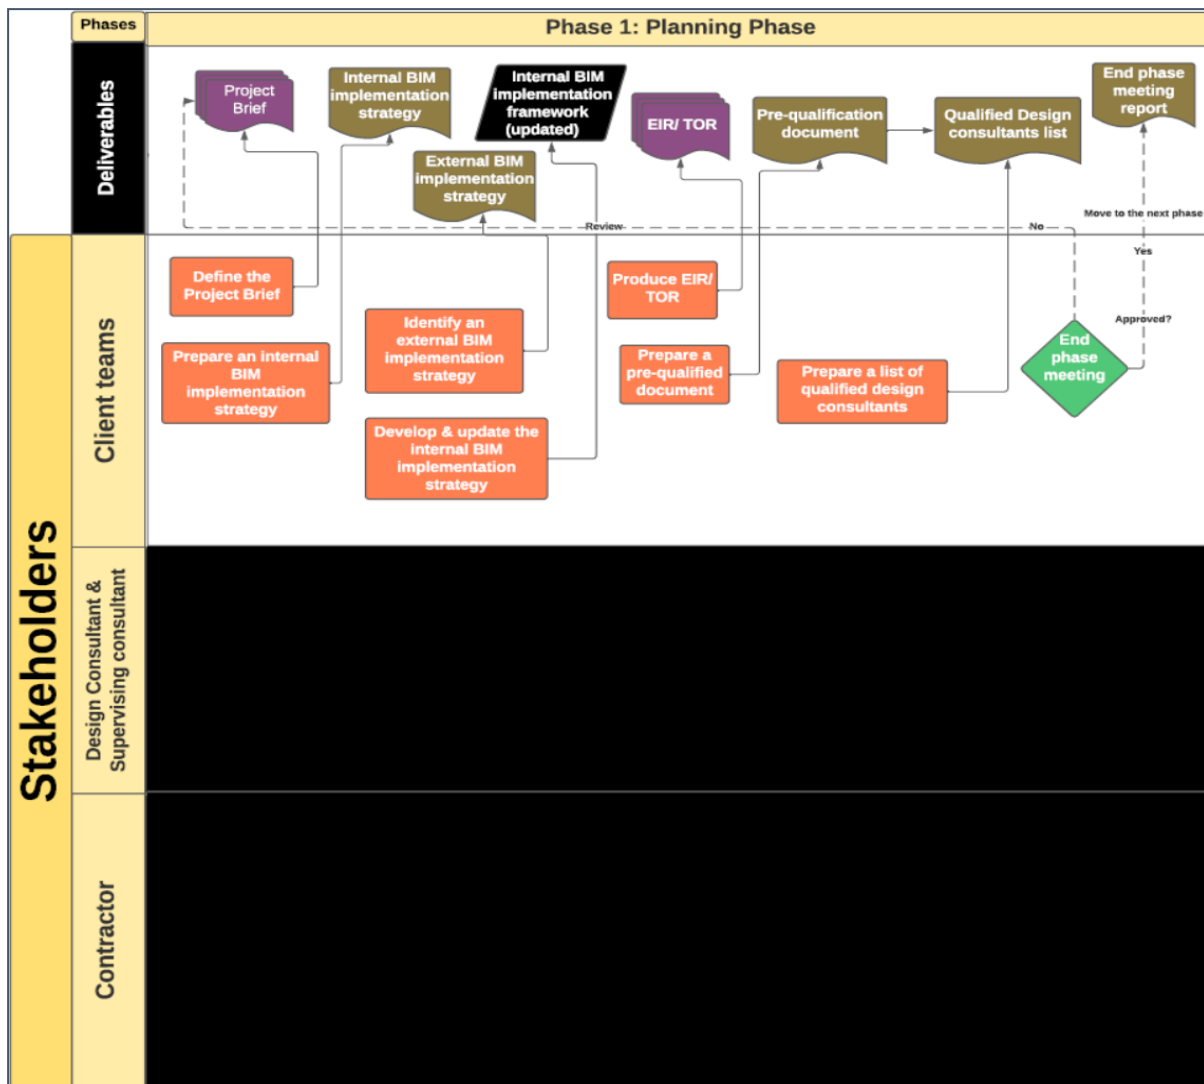 Phases
Phase 1: Planning Phase
Deliverables
Project
Brief
Internal BIM
implementation
strategy
Internal BIM
implementation
framework
(updated)
External BIM
implementation
strategy
EIR/ TOR
Pre-qualification
document
Qualified Design
consultants list
End phase
meeting
report
Move to the next phase
Review
No
Yes
Approved?
Stakeholders
Client teams
Define the
Project Brief
Prepare an internal
BIM
implementation
strategy
Identify an
external BIM
implementation
strategy
Develop & update the
internal BIM
implementation
strategy
Produce EIR/
TOR
Prepare a
pre-qualified
document
Prepare a list of
qualified design
consultants
End
phase
meeting
Design Consultant &
Supervising consultant
Contractor